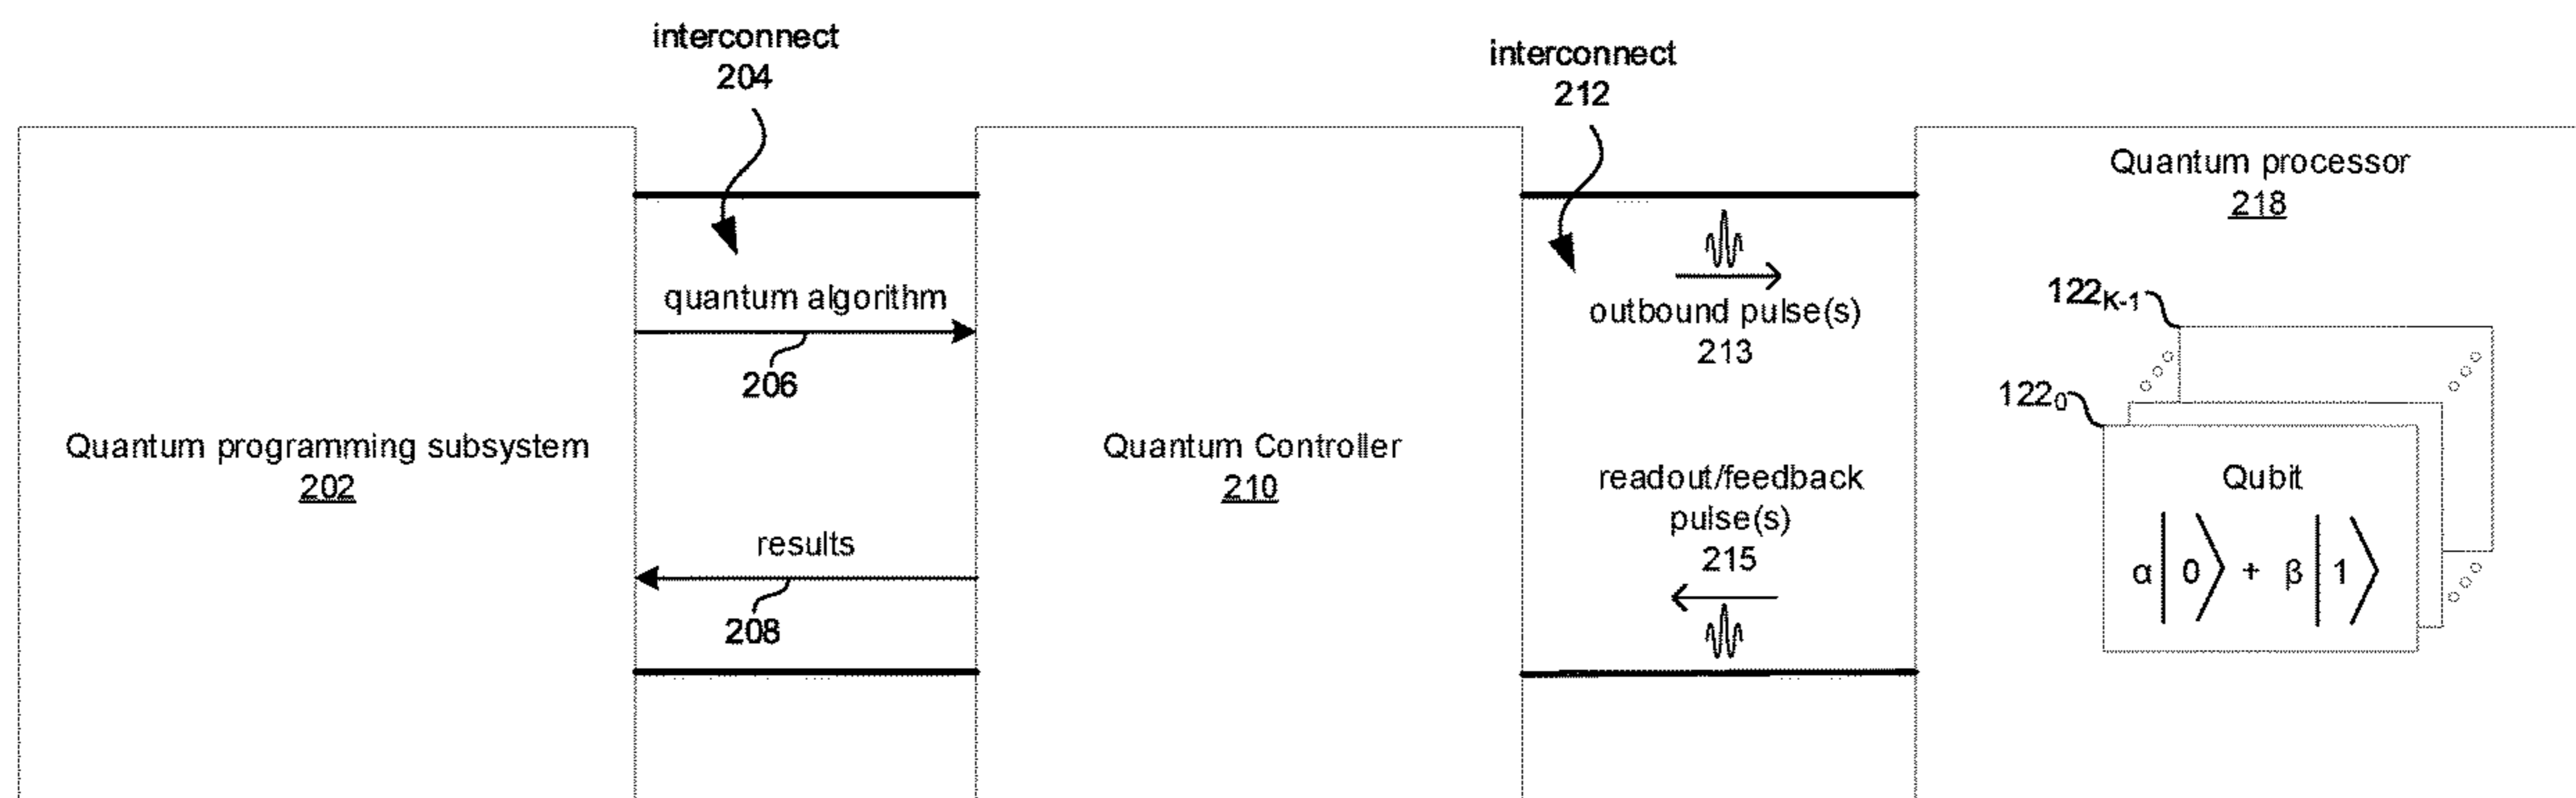 interconnect
204
interconnect
212
Quantum programming subsystem
202
quantum algorithm
206
results
208
Quantum Controller
210
outbound pulse(s)
213
readout/feedback
pulse(s)
215
Quantum processor
218
122K-1
1220
Qubit
α|0⟩ + β|1⟩